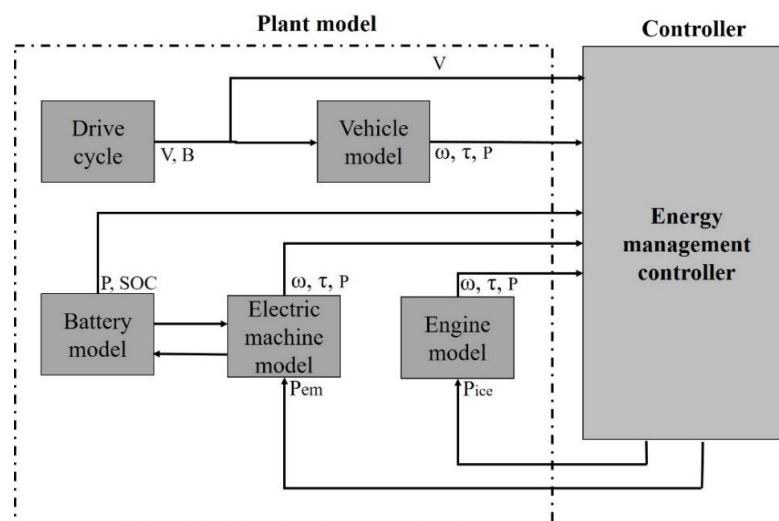 Plant model
Controller
V
Drive
cycle
V, B
Vehicle
model
ω, τ, P
Energy
management
controller
P, SOC
ω, τ, P
ω, τ, P
Battery
model
Electric
machine
model
Engine
model
Pem
Pice